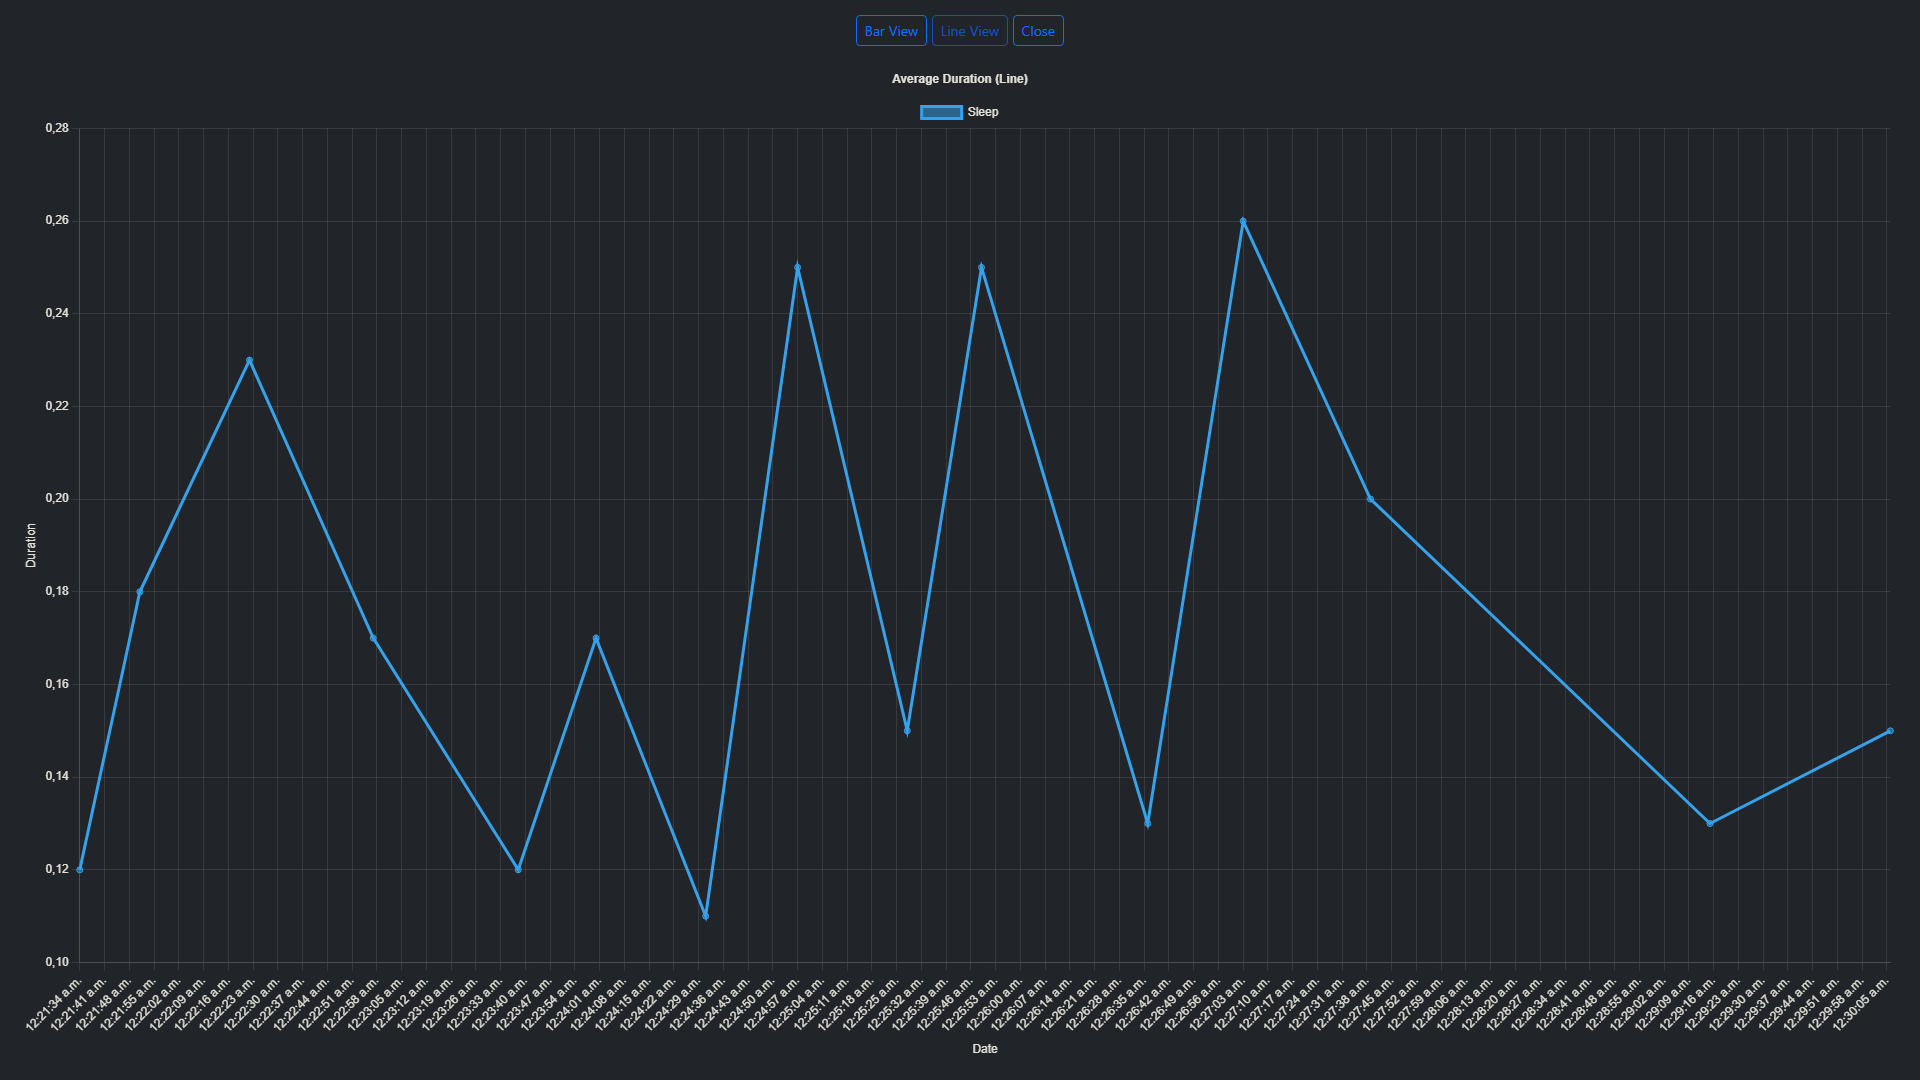 Bar View Line View Close
Average Duration (Line)
Sleep
0,28
0,26
0,24
0,22
0,20
0,18
0,16
0,14
0,12
0,10
Duration
12:21:34 a.m.
12:21:41 a.m.
12:21:48 a.m.
12:21:55 a.m.
12:22:02 a.m.
12:22:09 a.m.
12:22:16 a.m.
12:22:23 a.m.
12:22:30 a.m.
12:22:37 a.m.
12:22:44 a.m.
12:22:51 a.m.
12:22:58 a.m.
12:23:05 a.m.
12:23:12 a.m.
12:23:19 a.m.
12:23:26 a.m.
12:23:33 a.m.
12:23:40 a.m.
12:23:47 a.m.
12:23:54 a.m.
12:24:01 a.m.
12:24:08 a.m.
12:24:15 a.m.
12:24:22 a.m.
12:24:29 a.m.
12:24:36 a.m.
12:24:43 a.m.
12:24:50 a.m.
12:24:57 a.m.
12:25:04 a.m.
12:25:11 a.m.
12:25:18 a.m.
12:25:25 a.m.
12:25:32 a.m.
12:25:39 a.m.
12:25:46 a.m.
12:25:53 a.m.
12:26:00 a.m.
12:26:07 a.m.
12:26:14 a.m.
12:26:21 a.m.
12:26:28 a.m.
12:26:35 a.m.
12:26:42 a.m.
12:26:49 a.m.
12:26:56 a.m.
12:27:03 a.m.
12:27:10 a.m.
12:27:17 a.m.
12:27:24 a.m.
12:27:31 a.m.
12:27:38 a.m.
12:27:45 a.m.
12:27:52 a.m.
12:27:59 a.m.
12:28:06 a.m.
12:28:13 a.m.
12:28:20 a.m.
12:28:27 a.m.
12:28:34 a.m.
12:28:41 a.m.
12:28:48 a.m.
12:28:55 a.m.
12:29:02 a.m.
12:29:09 a.m.
12:29:16 a.m.
12:29:23 a.m.
12:29:30 a.m.
12:29:37 a.m.
12:29:44 a.m.
12:29:51 a.m.
12:29:58 a.m.
12:30:05 a.m.
Date